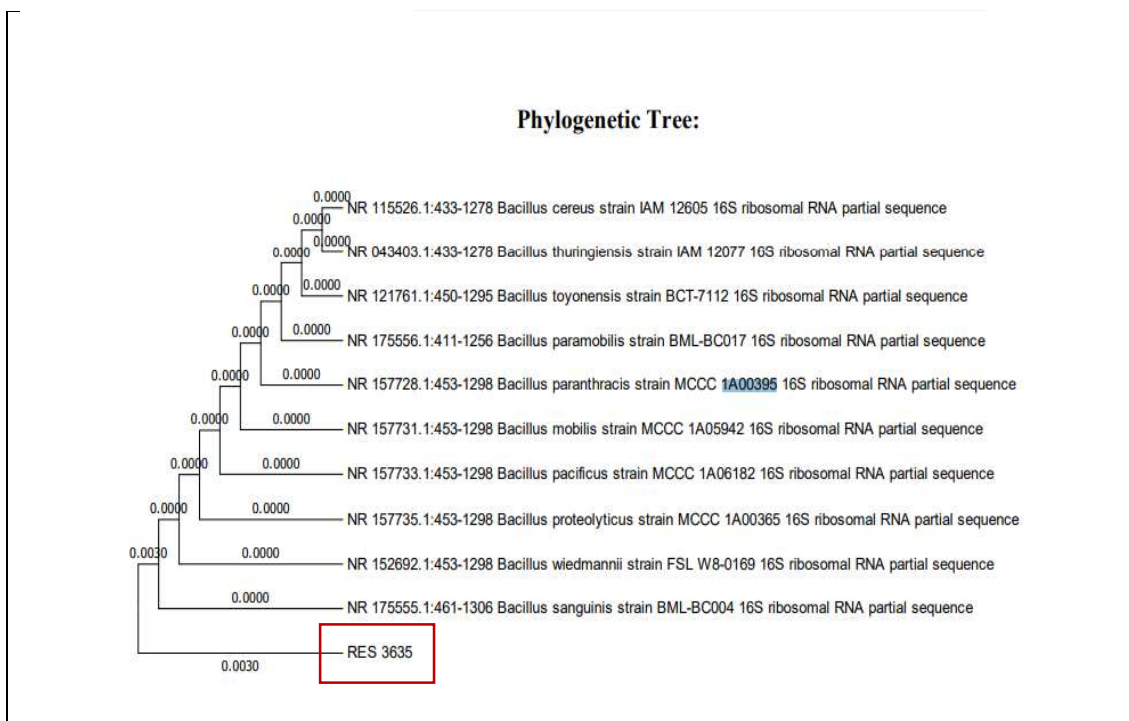 Phylogenetic Tree:
0.0000
NR 115526.1:433-1278 Bacillus cereus strain IAM 12605 16S ribosomal RNA partial sequence
0.0000
0.0000
NR 043403.1:433-1278 Bacillus thuringiensis strain IAM 12077 16S ribosomal RNA partial sequence
0.0000
0.0000
NR 121761.1:450-1295 Bacillus toyonensis strain BCT-7112 16S ribosomal RNA partial sequence
0.0000
0.0000
NR 175556.1:411-1256 Bacillus paramobilis strain BML-BC017 16S ribosomal RNA partial sequence
0.0000
0.0000
NR 157728.1:453-1298 Bacillus paranthracis strain MCCC 1A00395 16S ribosomal RNA partial sequence
0.0000
0.0000
NR 157731.1:453-1298 Bacillus mobilis strain MCCC 1A05942 16S ribosomal RNA partial sequence
0.0000
0.0000
NR 157733.1:453-1298 Bacillus pacificus strain MCCC 1A06182 16S ribosomal RNA partial sequence
0.0000
0.0000
NR 157735.1:453-1298 Bacillus proteolyticus strain MCCC 1A00365 16S ribosomal RNA partial sequence
0.0000
0.0000
NR 152692.1:453-1298 Bacillus wiedmannii strain FSL W8-0169 16S ribosomal RNA partial sequence
0.0030
0.0000
NR 175555.1:461-1306 Bacillus sanguinis strain BML-BC004 16S ribosomal RNA partial sequence
RES 3635
0.0030